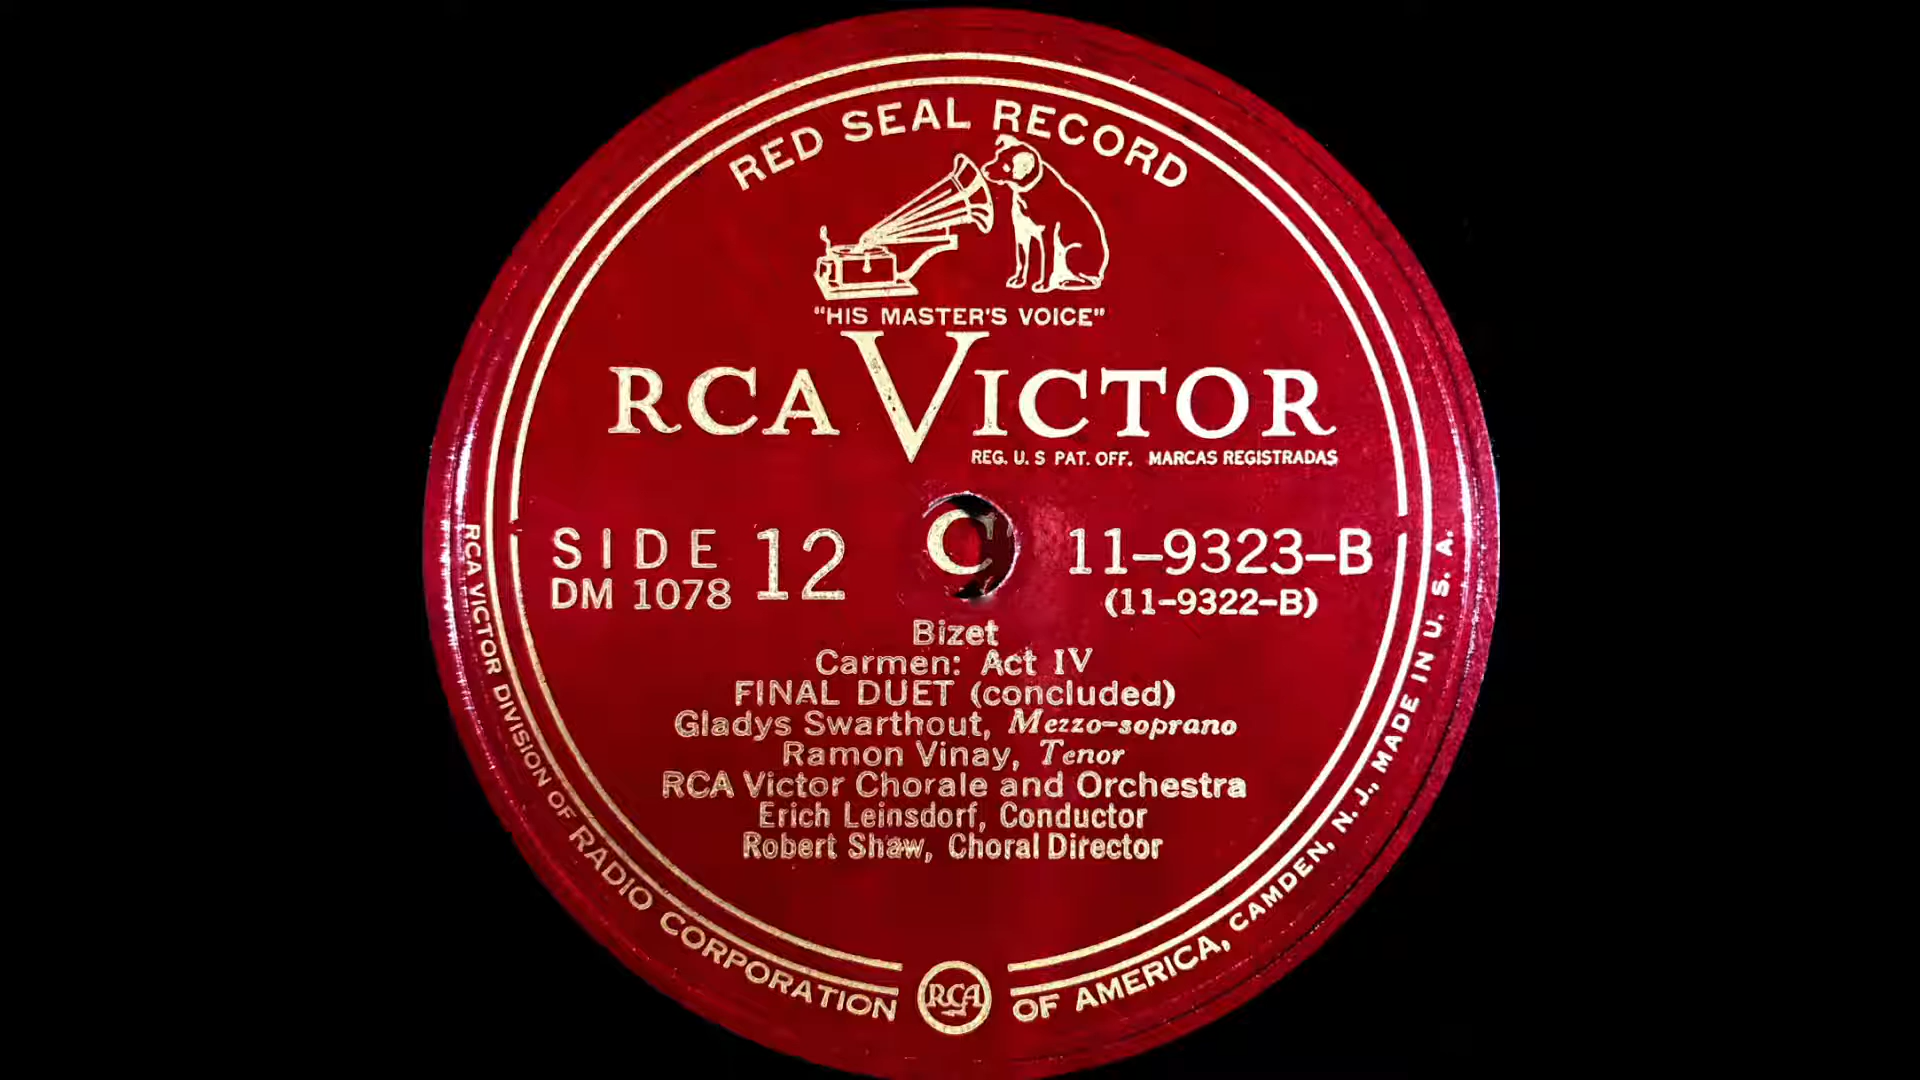 RED SEAL RECORD
"HIS MASTER'S VOICE"
RCA VICTOR
REG. U. S PAT. OFF. MARCAS REGISTRADAS
SIDE 12
DM 1078
C
11-9323-B
(11-9322-B)
Bizet
Carmen: Act IV
FINAL DUET (concluded)
Gladys Swarthout, Mezzo-soprano
Ramon Vinay, Tenor
RCA Victor Chorale and Orchestra
Erich Leinsdorf, Conductor
Robert Shaw, Choral Director
RCA VICTOR DIVISION OF RADIO CORPORATION OF AMERICA, CAMDEN, N. J., MADE IN U. S. A.
RCA